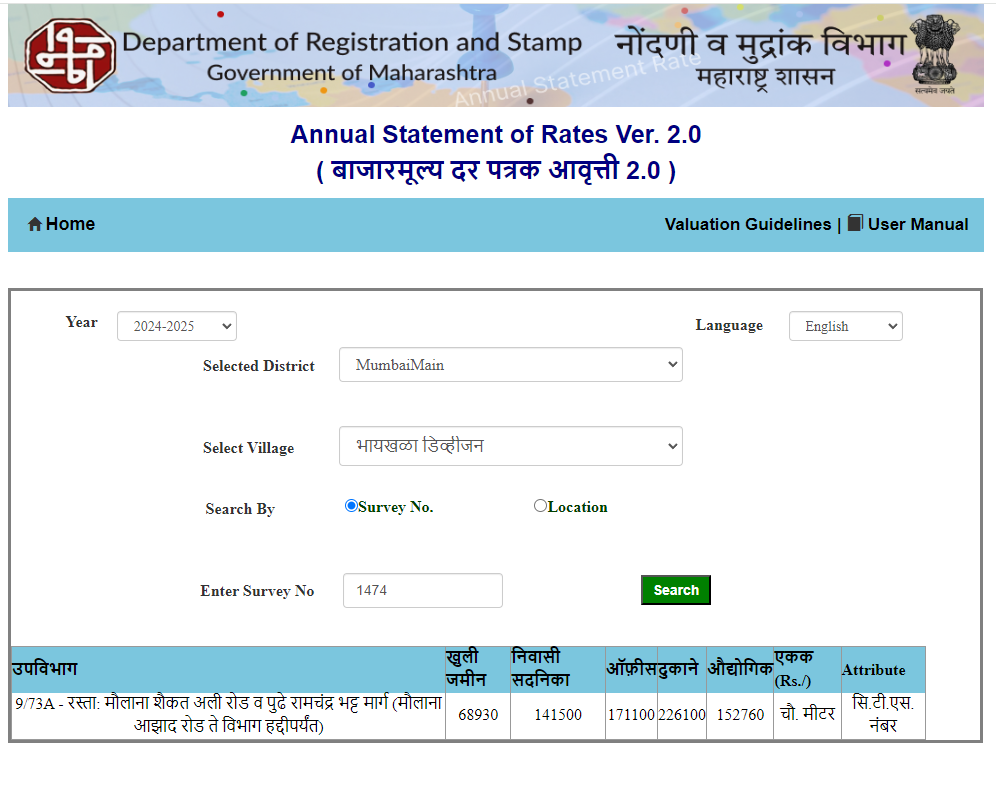 Department of Registration and Stamp
Government of Maharashtra
नोंदणी व मुद्रांक विभाग
महाराष्ट्र शासन
सत्यमेव जयते
Annual Statement Rate
Annual Statement of Rates Ver. 2.0
( बाजारमूल्य दर पत्रक आवृत्ती 2.0 )
Home
Valuation Guidelines | User Manual
Year 2024-2025 Language English
Selected District MumbaiMain
Select Village भायखळा डिव्हीजन
Search By Survey No. Location
Enter Survey No 1474 Search
उपविभाग खुली जमीन निवासी सदनिका ऑफ़ीस दुकाने औद्योगिक एकक (Rs./) Attribute
9/73A - रस्ता: मौलाना शैकत अली रोड व पुढे रामचंद्र भट्ट मार्ग (मौलाना
आझाद रोड ते विभाग हद्दीपर्यंत)
68930 141500 171100 226100 152760 चौ. मीटर सि.टी.एस. नंबर